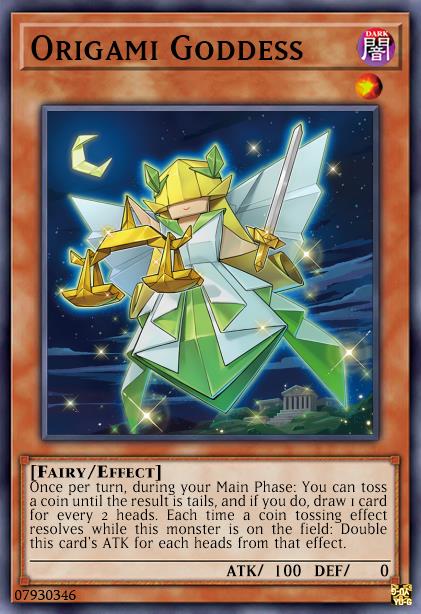 ORIGAMI GODDESS
DARK
闇
[FAIRY/EFFECT]
Once per turn, during your Main Phase: You can toss
a coin until the result is tails, and if you do, draw 1 card
for every 2 heads. Each time a coin tossing effect
resolves while this monster is on the field: Double
this card's ATK for each heads from that effect.
ATK/ 100 DEF/ 0
07930346